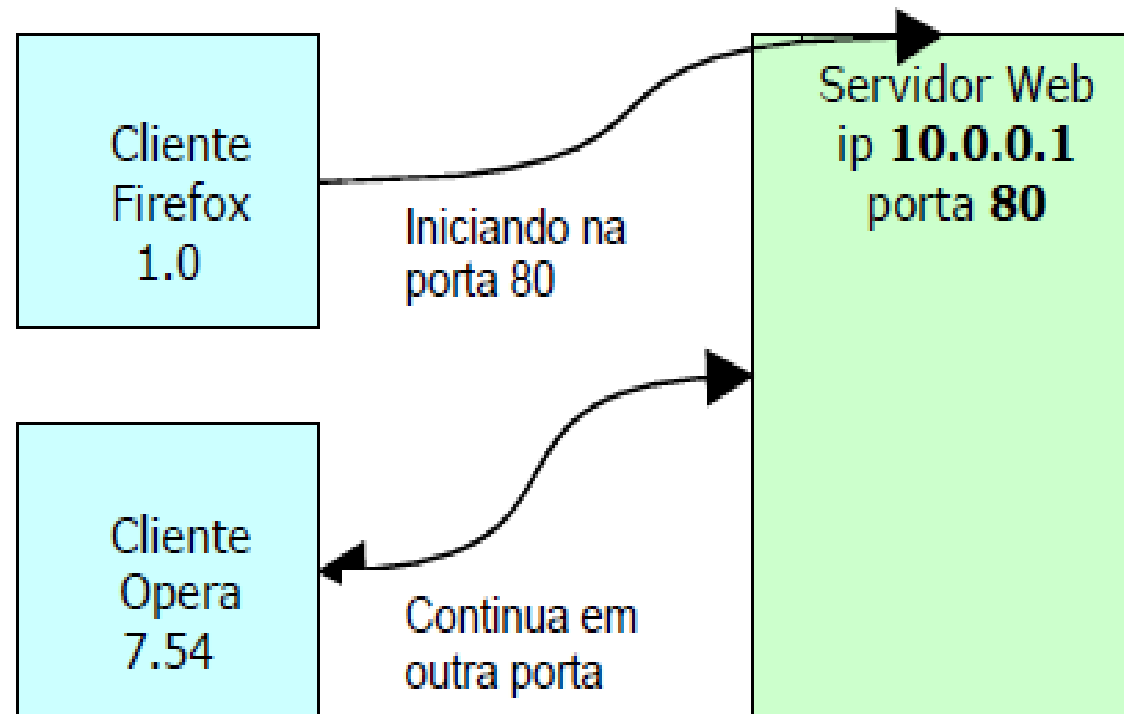 Cliente
Firefox
1.0
Iniciando na
porta 80
Servidor Web
ip 10.0.0.1
porta 80
Cliente
Opera
7.54
Continua em
outra porta